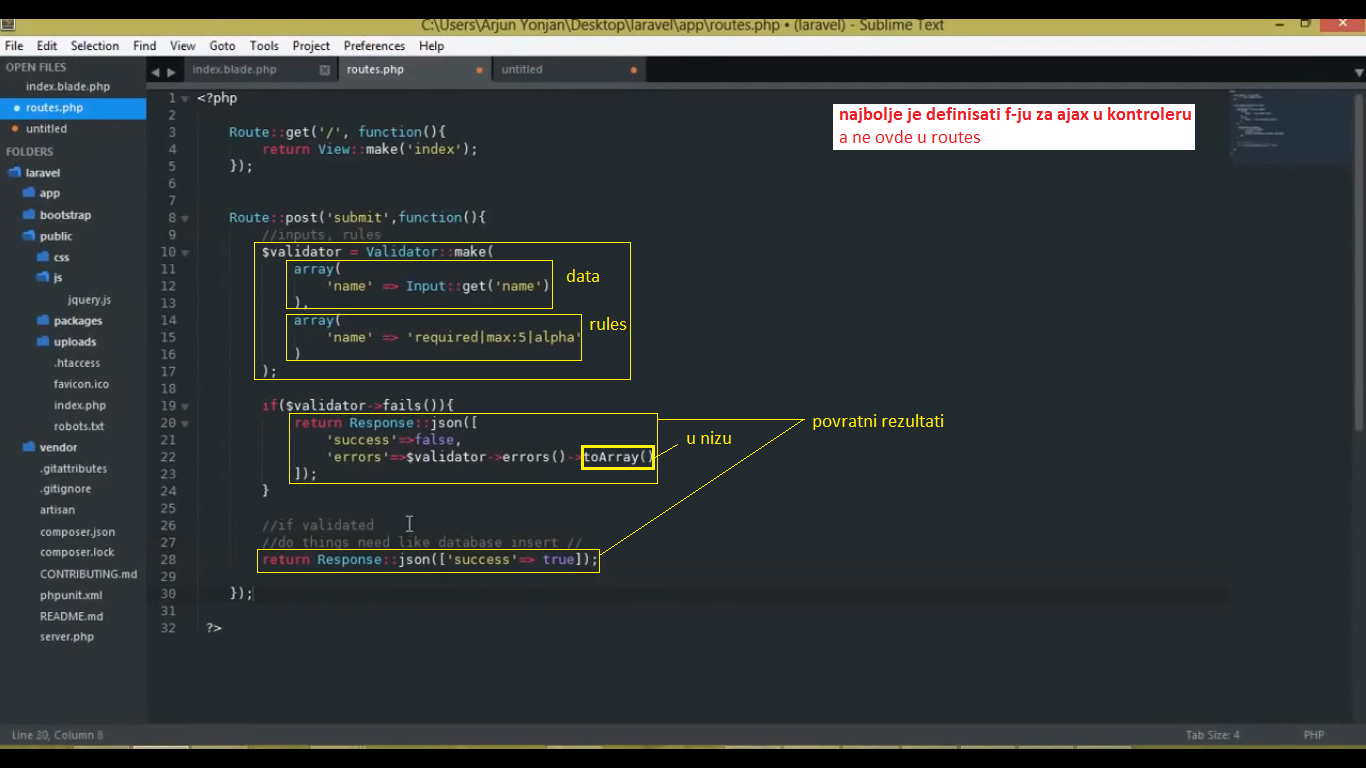 C:\Users\Arjun Yonjan\Desktop\laravel\app\routes.php • (laravel) - Sublime Text
File Edit Selection Find View Goto Tools Project Preferences Help
OPEN FILES
index.blade.php
routes.php
untitled
FOLDERS
laravel
app
bootstrap
public
css
js
jquery.js
packages
uploads
.htaccess
favicon.ico
index.php
robots.txt
vendor
.gitattributes
.gitignore
artisan
composer.json
composer.lock
CONTRIBUTING.md
phpunit.xml
README.md
server.php
index.blade.php routes.php untitled
1 <?php
2
3 Route::get('/', function(){
4 return View::make('index');
5 });
6
7
8 Route::post('submit',function(){
9 //inputs, rules
10 $validator = Validator::make(
11 array(
12 'name' => Input::get('name')
13 ),
14 array(
15 'name' => 'required|max:5|alpha'
16 )
17 );
18
19 if($validator->fails()){
20 return Response::json([
21 'success'=>false,
22 'errors'=>$validator->errors()->toArray()
23 ]);
24 }
25
26 //if validated
27 //do things need like database insert //
28 return Response::json(['success'=> true]);
29
30 });
31
32 ?>
najbolje je definisati f-ju za ajax u kontroleru
a ne ovde u routes
data
rules
povratni rezultati
u nizu
Line 30, Column 8 Tab Size: 4 PHP